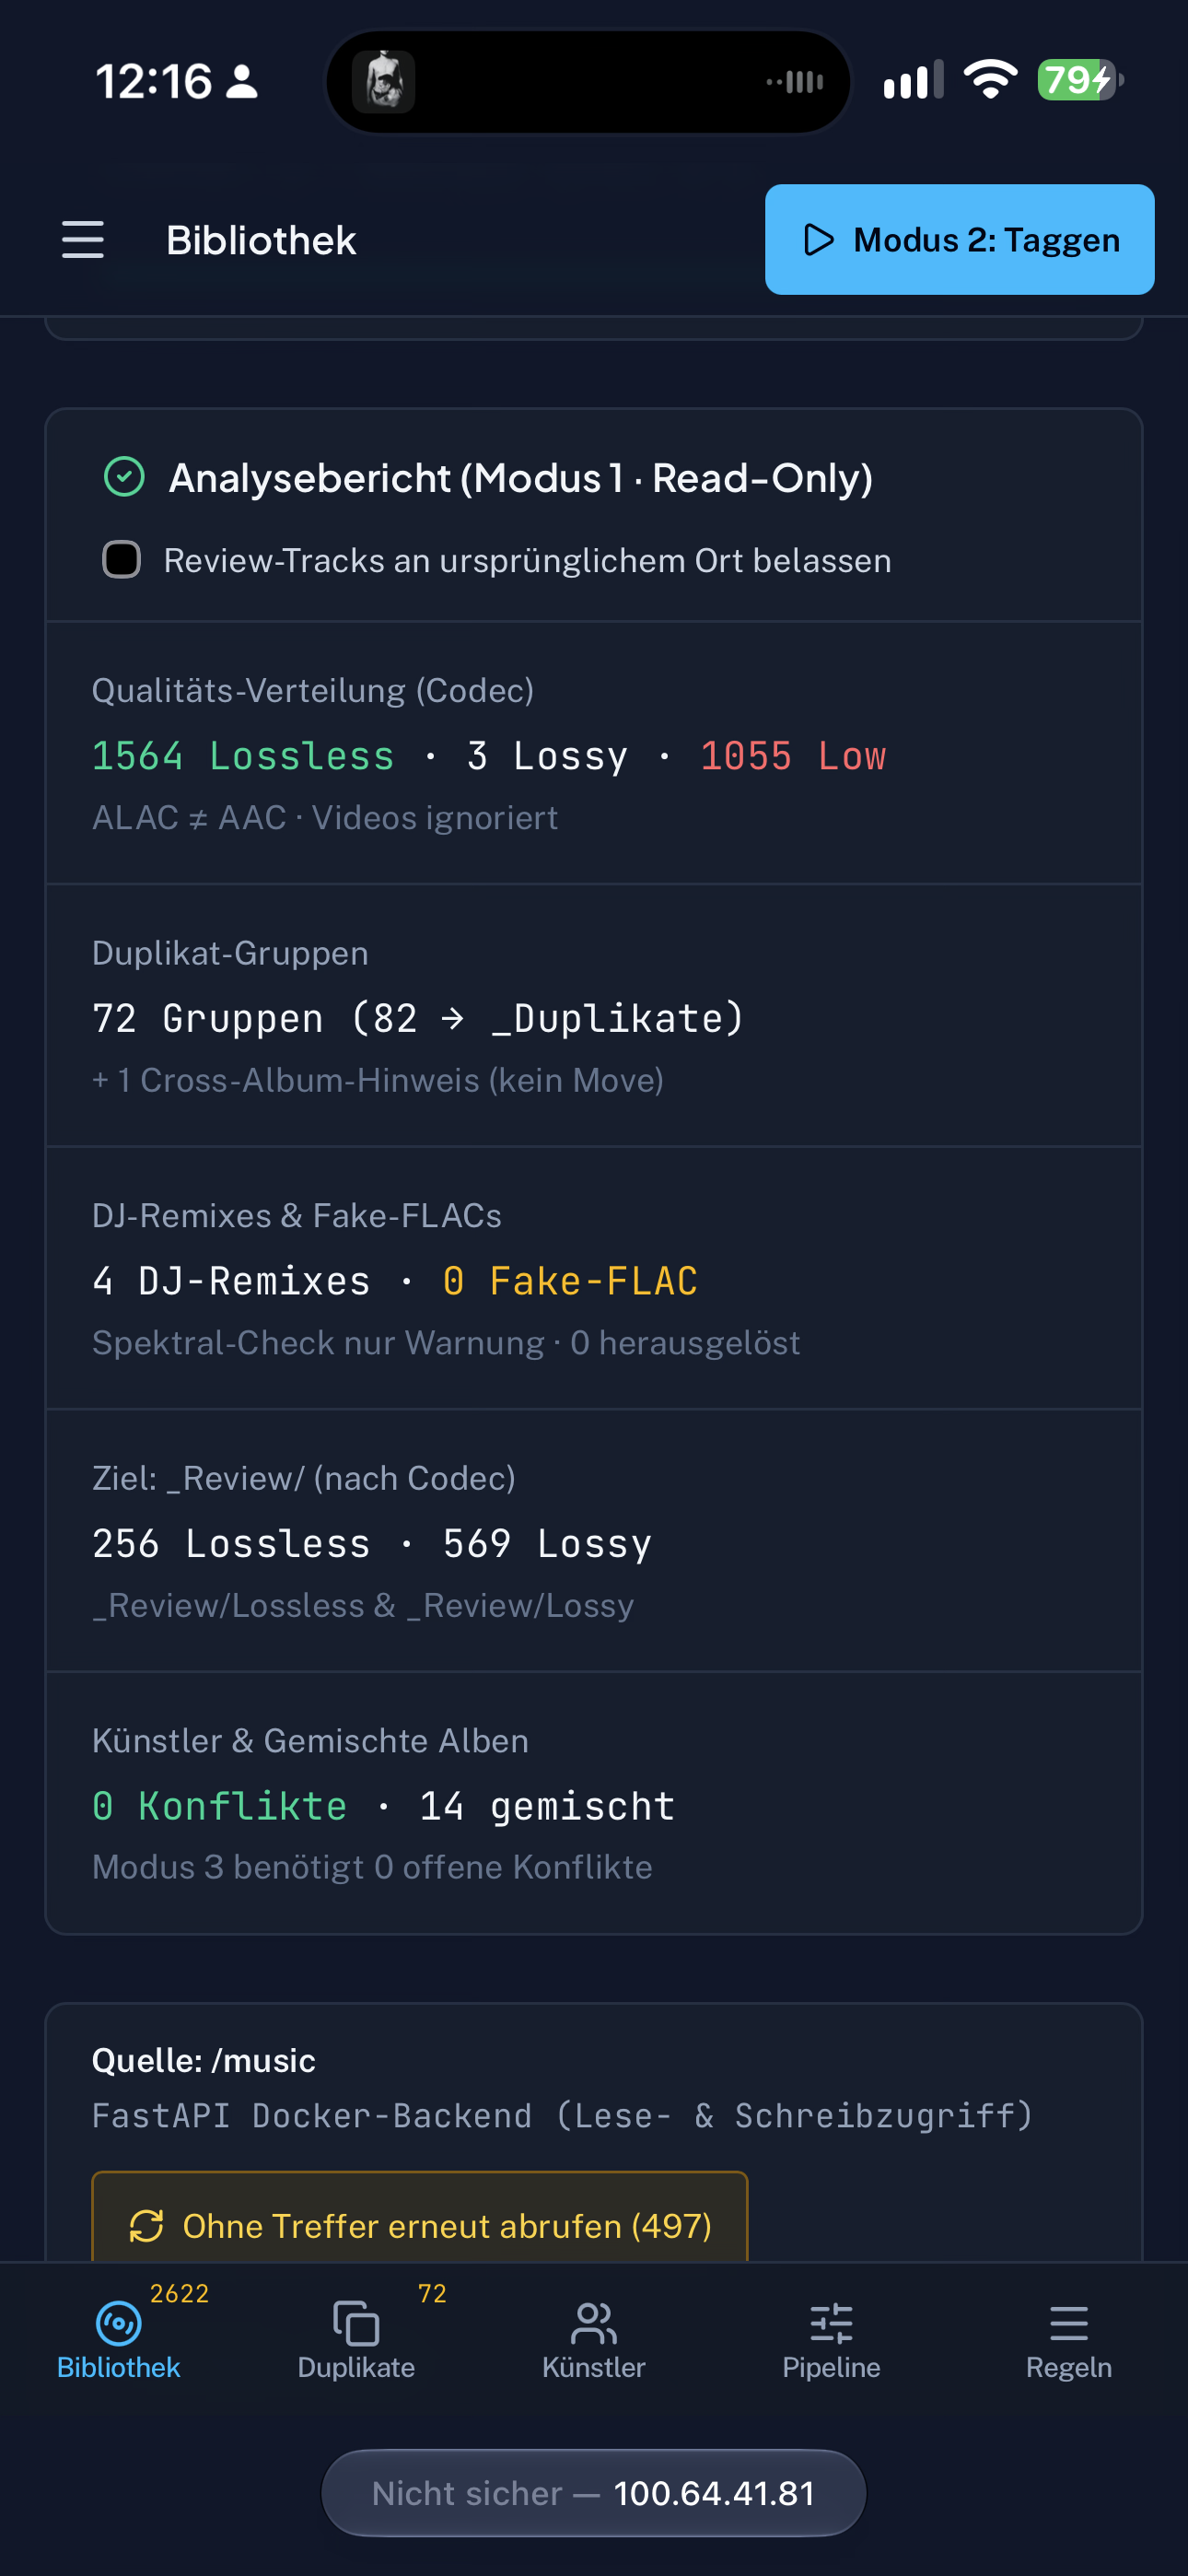 12:16
79
Bibliothek
Modus 2: Taggen
Analysebericht (Modus 1 · Read-Only)
Review-Tracks an ursprünglichem Ort belassen
Qualitäts-Verteilung (Codec)
1564 Lossless · 3 Lossy · 1055 Low
ALAC ≠ AAC · Videos ignoriert
Duplikat-Gruppen
72 Gruppen (82 → _Duplikate)
+ 1 Cross-Album-Hinweis (kein Move)
DJ-Remixes & Fake-FLACs
4 DJ-Remixes · 0 Fake-FLAC
Spektral-Check nur Warnung · 0 herausgelöst
Ziel: _Review/ (nach Codec)
256 Lossless · 569 Lossy
_Review/Lossless & _Review/Lossy
Künstler & Gemischte Alben
0 Konflikte · 14 gemischt
Modus 3 benötigt 0 offene Konflikte
Quelle: /music
FastAPI Docker-Backend (Lese- & Schreibzugriff)
Ohne Treffer erneut abrufen (497)
2622
72
Bibliothek
Duplikate
Künstler
Pipeline
Regeln
Nicht sicher — 100.64.41.81